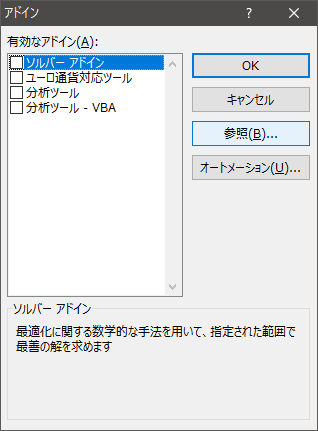 アドイン
有効なアドイン(A):
ソルバー アドイン
ユーロ通貨対応ツール
分析ツール
分析ツール - VBA
OK
キャンセル
参照(B)...
オートメーション(U)...
ソルバー アドイン
最適化に関する数学的な手法を用いて、指定された範囲で
最善の解を求めます